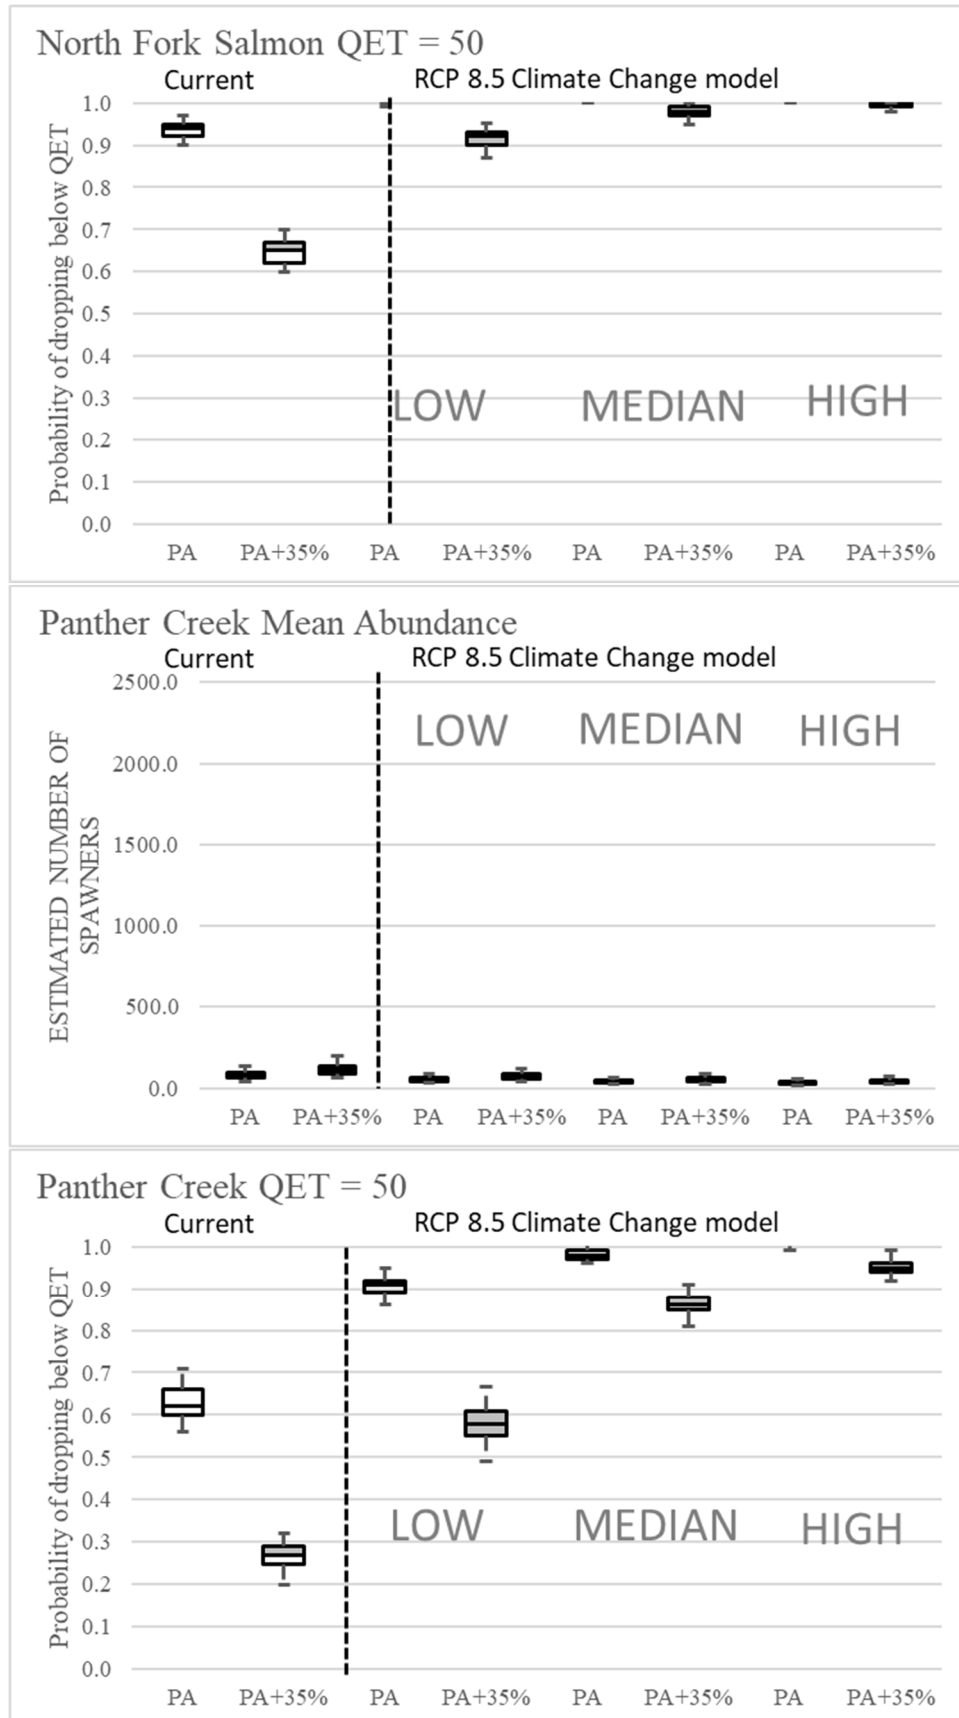 North Fork Salmon QET = 50
Current RCP 8.5 Climate Change model
Probability of dropping below QET
1.0
0.9
0.8
0.7
0.6
0.5
0.4
0.3
0.2
0.1
0.0
LOW MEDIAN HIGH
PA PA+35% PA PA+35% PA PA+35% PA PA+35%
Panther Creek Mean Abundance
Current RCP 8.5 Climate Change model
ESTIMATED NUMBER OF
SPAWNERS
2500.0
2000.0
1500.0
1000.0
500.0
0.0
LOW MEDIAN HIGH
PA PA+35% PA PA+35% PA PA+35% PA PA+35%
Panther Creek QET = 50
Current RCP 8.5 Climate Change model
Probability of dropping below QET
1.0
0.9
0.8
0.7
0.6
0.5
0.4
0.3
0.2
0.1
0.0
LOW MEDIAN HIGH
PA PA+35% PA PA+35% PA PA+35% PA PA+35%